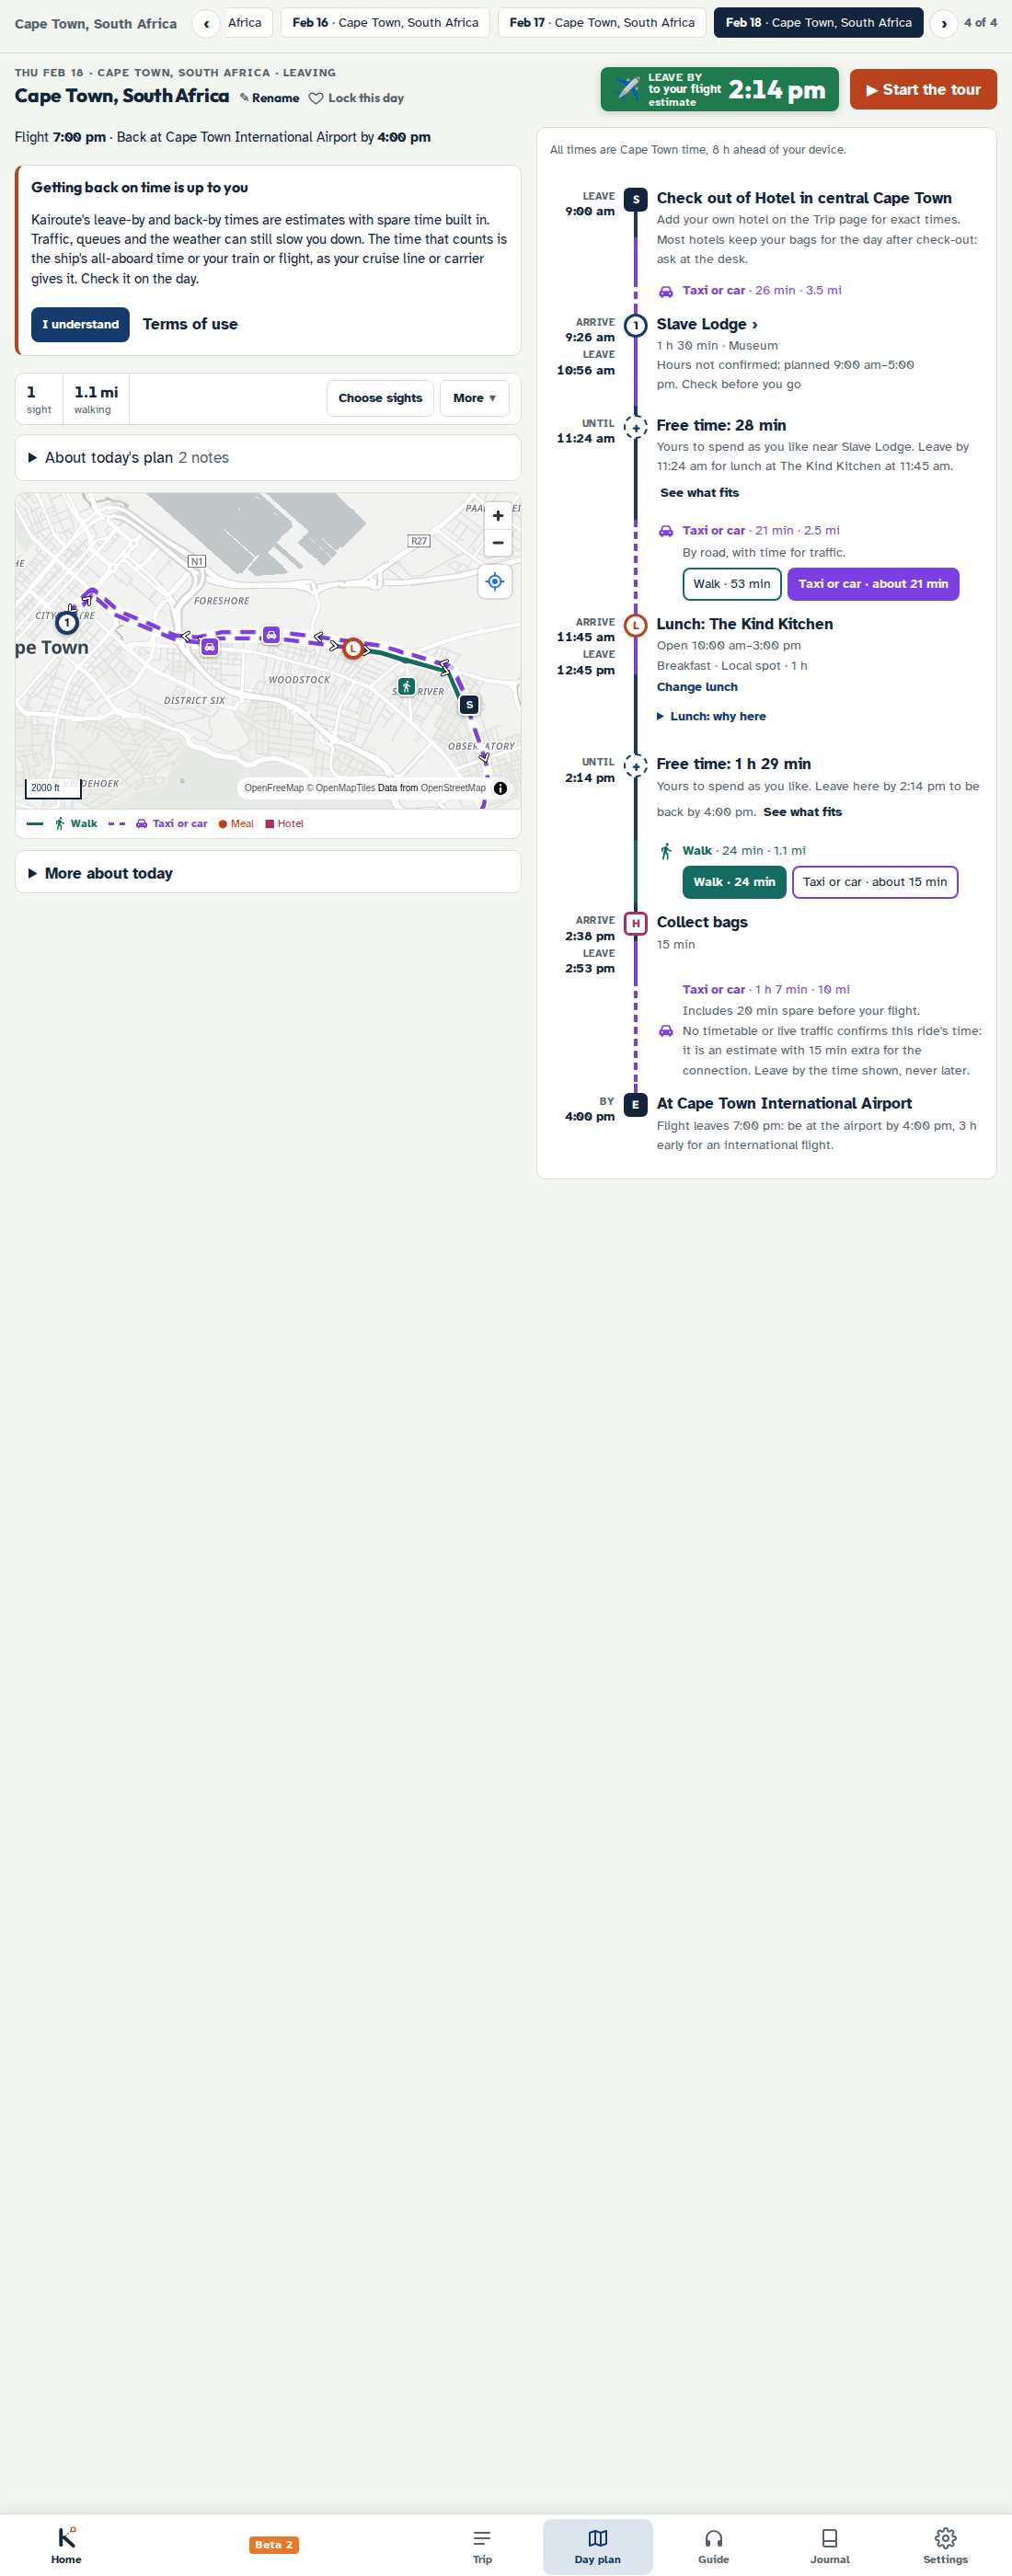 Cape Town, South Africa
‹
Africa
Feb 16 · Cape Town, South Africa
Feb 17 · Cape Town, South Africa
Feb 18 · Cape Town, South Africa
›
4 of 4
THU FEB 18 · CAPE TOWN, SOUTH AFRICA · LEAVING
Cape Town, South Africa
✎ Rename
Lock this day
LEAVE BY
to your flight
estimate
2:14 pm
▶ Start the tour
Flight 7:00 pm · Back at Cape Town International Airport by 4:00 pm
Getting back on time is up to you
Kairoute's leave-by and back-by times are estimates with spare time built in.
Traffic, queues and the weather can still slow you down. The time that counts is
the ship's all-aboard time or your train or flight, as your cruise line or carrier
gives it. Check it on the day.
I understand
Terms of use
1
sight
1.1 mi
walking
Choose sights
More ▼
▶ About today's plan 2 notes
R27
N1
FORESHORE
1
pe Town
L
WOODSTOCK
DISTRICT SIX
S
RIVER
2000 ft
OpenFreeMap © OpenMapTiles Data from OpenStreetMap
Walk
Taxi or car
Meal
Hotel
▶ More about today
All times are Cape Town time, 8 h ahead of your device.
LEAVE
9:00 am
S
Check out of Hotel in central Cape Town
Add your own hotel on the Trip page for exact times.
Most hotels keep your bags for the day after check-out:
ask at the desk.
Taxi or car · 26 min · 3.5 mi
ARRIVE
9:26 am
LEAVE
10:56 am
1
Slave Lodge ›
1 h 30 min · Museum
Hours not confirmed: planned 9:00 am–5:00
pm. Check before you go
UNTIL
11:24 am
+
Free time: 28 min
Yours to spend as you like near Slave Lodge. Leave by
11:24 am for lunch at The Kind Kitchen at 11:45 am.
See what fits
Taxi or car · 21 min · 2.5 mi
By road, with time for traffic.
Walk · 53 min
Taxi or car · about 21 min
ARRIVE
11:45 am
LEAVE
12:45 pm
L
Lunch: The Kind Kitchen
Open 10:00 am–3:00 pm
Breakfast · Local spot · 1 h
Change lunch
▶ Lunch: why here
UNTIL
2:14 pm
+
Free time: 1 h 29 min
Yours to spend as you like. Leave here by 2:14 pm to be
back by 4:00 pm. See what fits
Walk · 24 min · 1.1 mi
Walk · 24 min
Taxi or car · about 15 min
ARRIVE
2:38 pm
LEAVE
2:53 pm
H
Collect bags
15 min
Taxi or car · 1 h 7 min · 10 mi
Includes 20 min spare before your flight.
No timetable or live traffic confirms this ride's time:
it is an estimate with 15 min extra for the
connection. Leave by the time shown, never later.
BY
4:00 pm
E
At Cape Town International Airport
Flight leaves 7:00 pm: be at the airport by 4:00 pm, 3 h
early for an international flight.
Home
Beta 2
Trip
Day plan
Guide
Journal
Settings